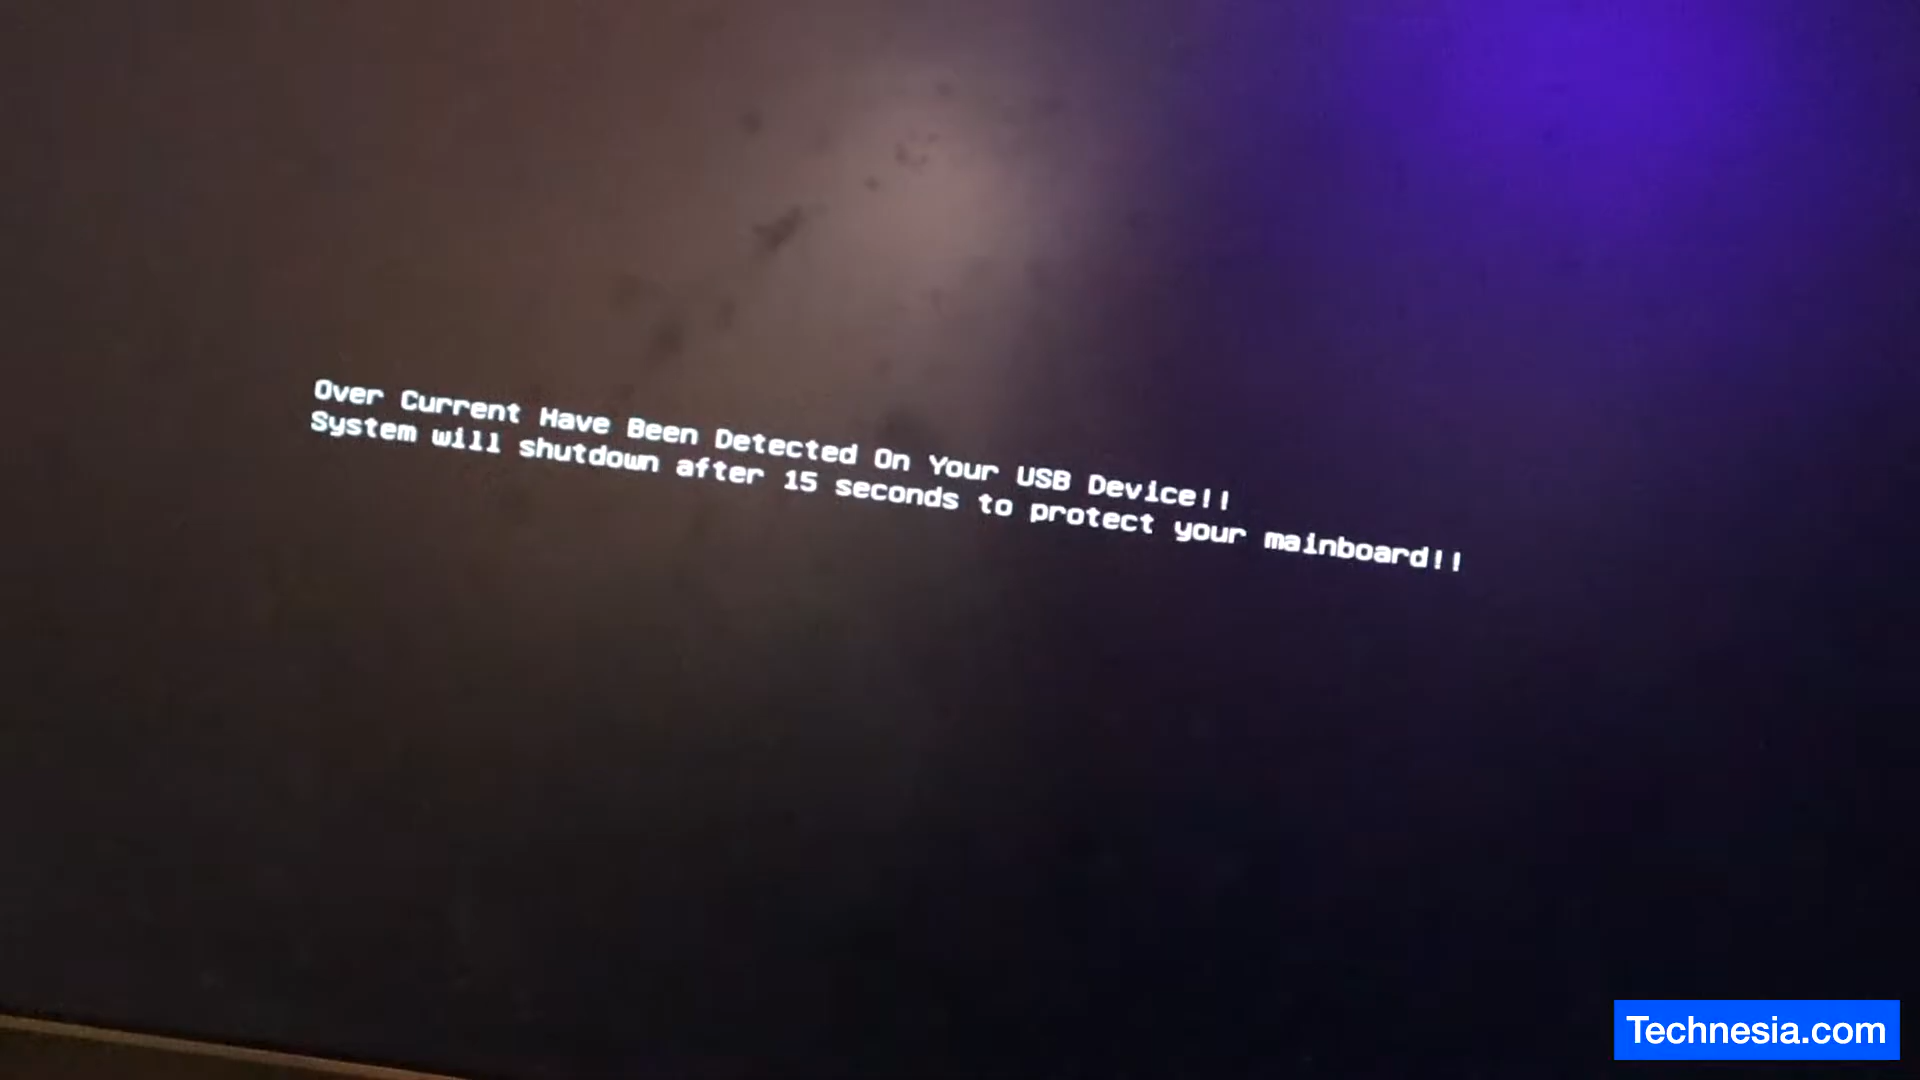 Over Current Have Been Detected On Your USB Device!!
System will shutdown after 15 seconds to protect your mainboard!!
Technesia.com